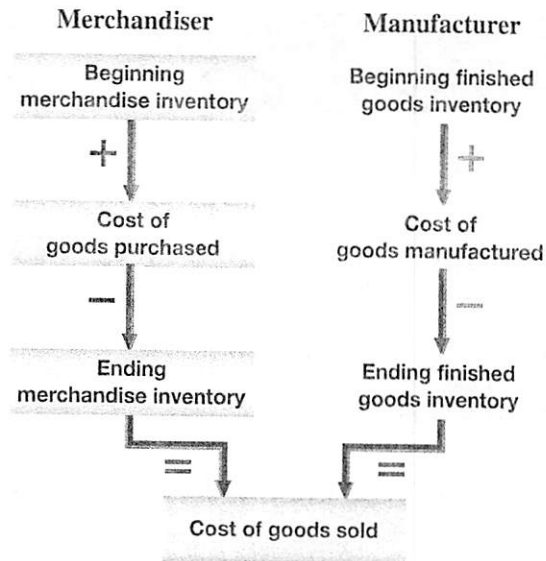 Merchandiser
Beginning
merchandise inventory
+
Cost of
goods purchased
−
Ending
merchandise inventory
=
Manufacturer
Beginning finished
goods inventory
+
Cost of
goods manufactured
−
Ending finished
goods inventory
=
Cost of goods sold